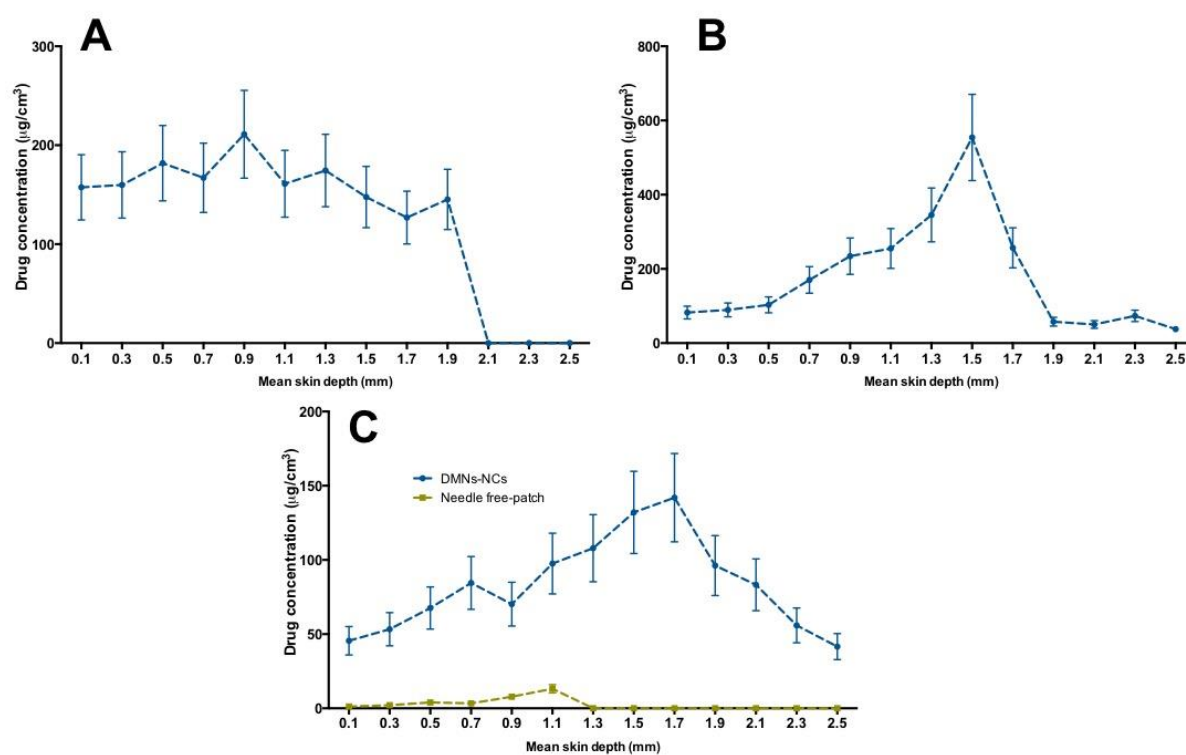 A
Drug concentration (μg/cm³)
300
200
100
0
0.1 0.3 0.5 0.7 0.9 1.1 1.3 1.5 1.7 1.9 2.1 2.3 2.5
Mean skin depth (mm)
B
Drug concentration (μg/cm³)
800
600
400
200
0
0.1 0.3 0.5 0.7 0.9 1.1 1.3 1.5 1.7 1.9 2.1 2.3 2.5
Mean skin depth (mm)
C
Drug concentration (μg/cm³)
200
150
100
50
0
DMNs-NCs
Needle free-patch
0.1 0.3 0.5 0.7 0.9 1.1 1.3 1.5 1.7 1.9 2.1 2.3 2.5
Mean skin depth (mm)